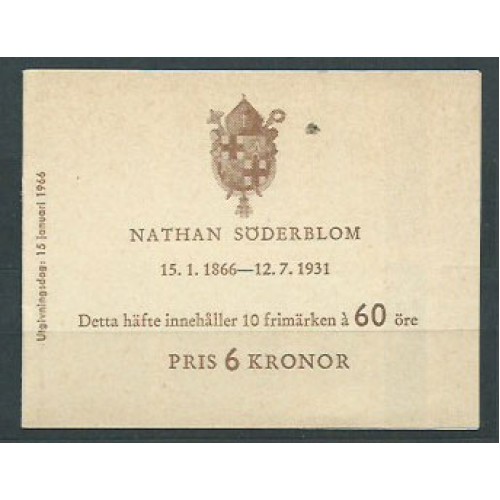 NATHAN SÖDERBLOM
15. 1. 1866—12. 7. 1931
Detta häfte innehåller 10 frimärken à 60 öre
PRIS 6 KRONOR
Utgivningsdag: 15 januari 1966